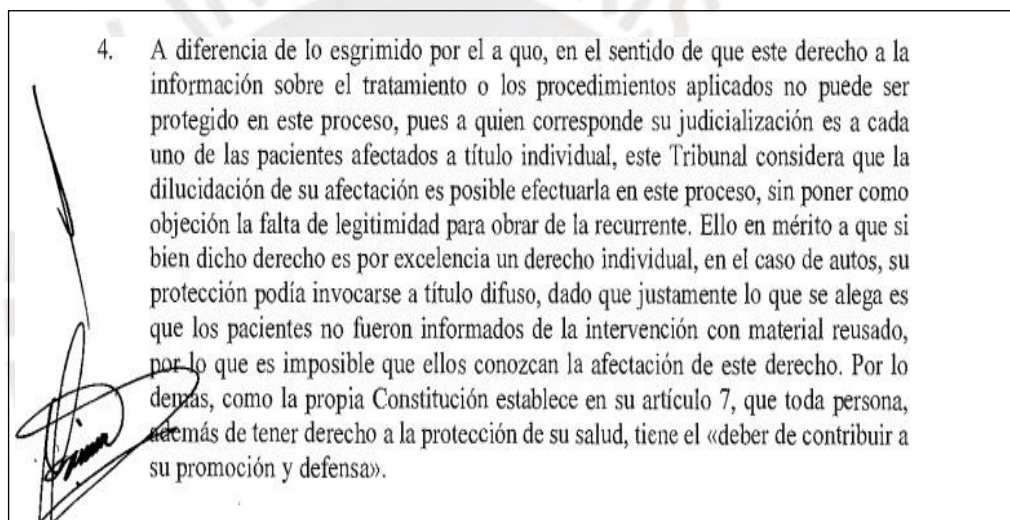 4. A diferencia de lo esgrimido por el a quo, en el sentido de que este derecho a la
información sobre el tratamiento o los procedimientos aplicados no puede ser
protegido en este proceso, pues a quien corresponde su judicialización es a cada
uno de las pacientes afectados a título individual, este Tribunal considera que la
dilucidación de su afectación es posible efectuarla en este proceso, sin poner como
objeción la falta de legitimidad para obrar de la recurrente. Ello en mérito a que si
bien dicho derecho es por excelencia un derecho individual, en el caso de autos, su
protección podía invocarse a título difuso, dado que justamente lo que se alega es
que los pacientes no fueron informados de la intervención con material reusado,
por lo que es imposible que ellos conozcan la afectación de este derecho. Por lo
demás, como la propia Constitución establece en su artículo 7, que toda persona,
además de tener derecho a la protección de su salud, tiene el «deber de contribuir a
su promoción y defensa».